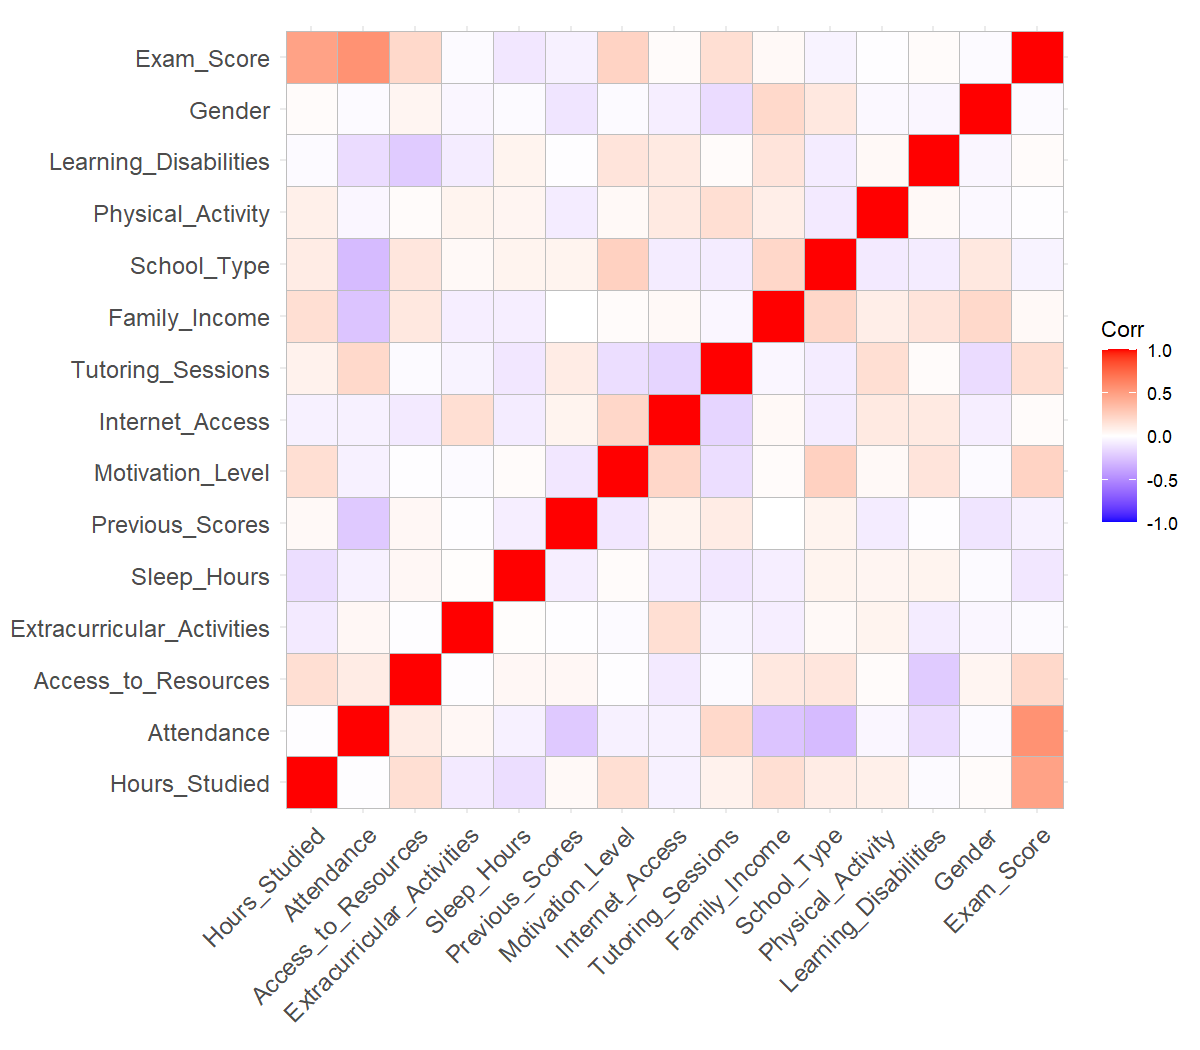 Exam_Score
Gender
Learning_Disabilities
Physical_Activity
School_Type
Family_Income
Tutoring_Sessions
Internet_Access
Motivation_Level
Previous_Scores
Sleep_Hours
Extracurricular_Activities
Access_to_Resources
Attendance
Hours_Studied
Hours_Studied
Attendance
Access_to_Resources
Extracurricular_Activities
Sleep_Hours
Previous_Scores
Motivation_Level
Internet_Access
Tutoring_Sessions
Family_Income
School_Type
Physical_Activity
Learning_Disabilities
Gender
Exam_Score
Corr
1.0
0.5
0.0
-0.5
-1.0